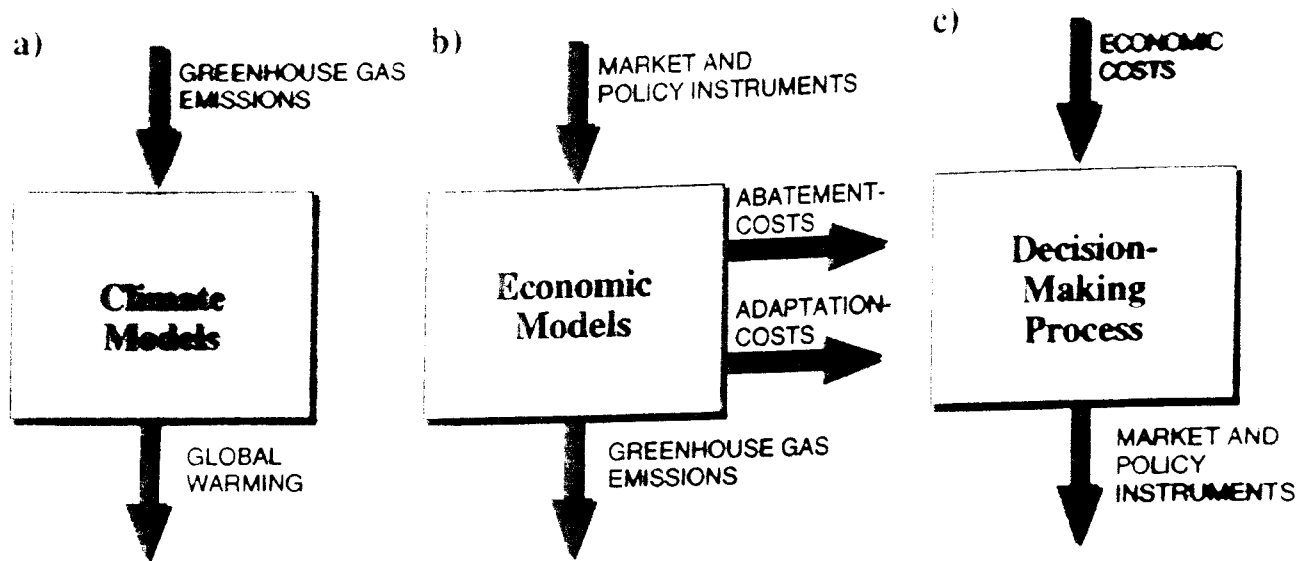 a)
GREENHOUSE GAS
EMISSIONS
Climate
Models
GLOBAL
WARMING
b)
MARKET AND
POLICY INSTRUMENTS
Economic
Models
ABATEMENT-
COSTS
ADAPTATION-
COSTS
GREENHOUSE GAS
EMISSIONS
c)
ECONOMIC
COSTS
Decision-
Making
Process
MARKET AND
POLICY
INSTRUMENTS